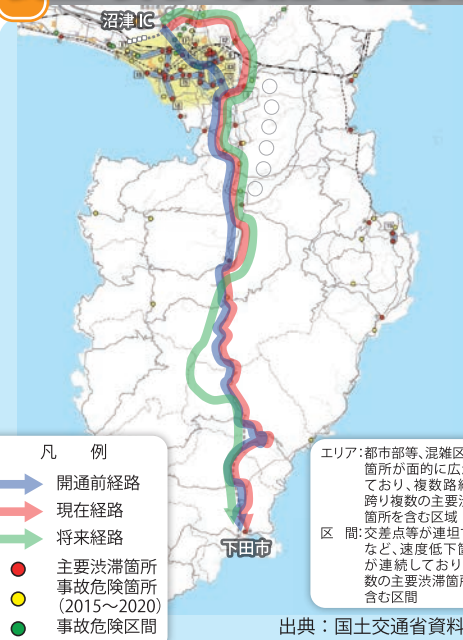 沼津 IC
下田市
凡 例
開通前経路
現在経路
将来経路
主要渋滞箇所
事故危険箇所
(2015～2020)
事故危険区間
エリア：都市部等、混雑区
箇所が面的に広
ており、複数路
跨り複数の主要渋
箇所を含む区域
区 間：交差点等が連坦
など、速度低下箇
が連続しており
数の主要渋滞箇所
含む区間
出典：国土交通省資料